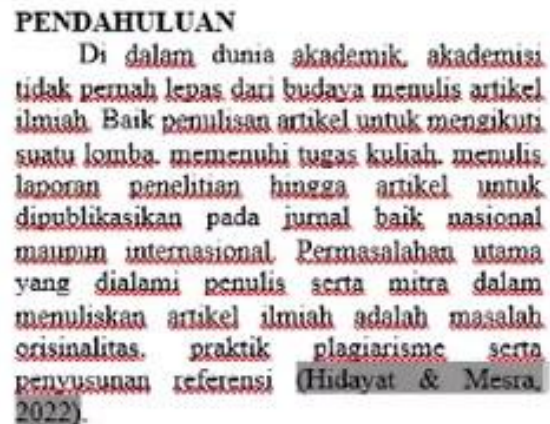 PENDAHULUAN
Di dalam dunia akademik, akademisi
tidak pernah lepas dari budaya menulis artikel
ilmiah. Baik penulisan artikel untuk mengikuti
suatu lomba, memenuhi tugas kuliah, menulis
laporan penelitian hingga artikel untuk
dipublikasikan pada jurnal baik nasional
maupun internasional. Permasalahan utama
yang dialami penulis serta mitra dalam
menuliskan artikel ilmiah adalah masalah
orisinalitas, praktik plagiarisme serta
penyusunan referensi (Hidayat & Mesra,
2022).